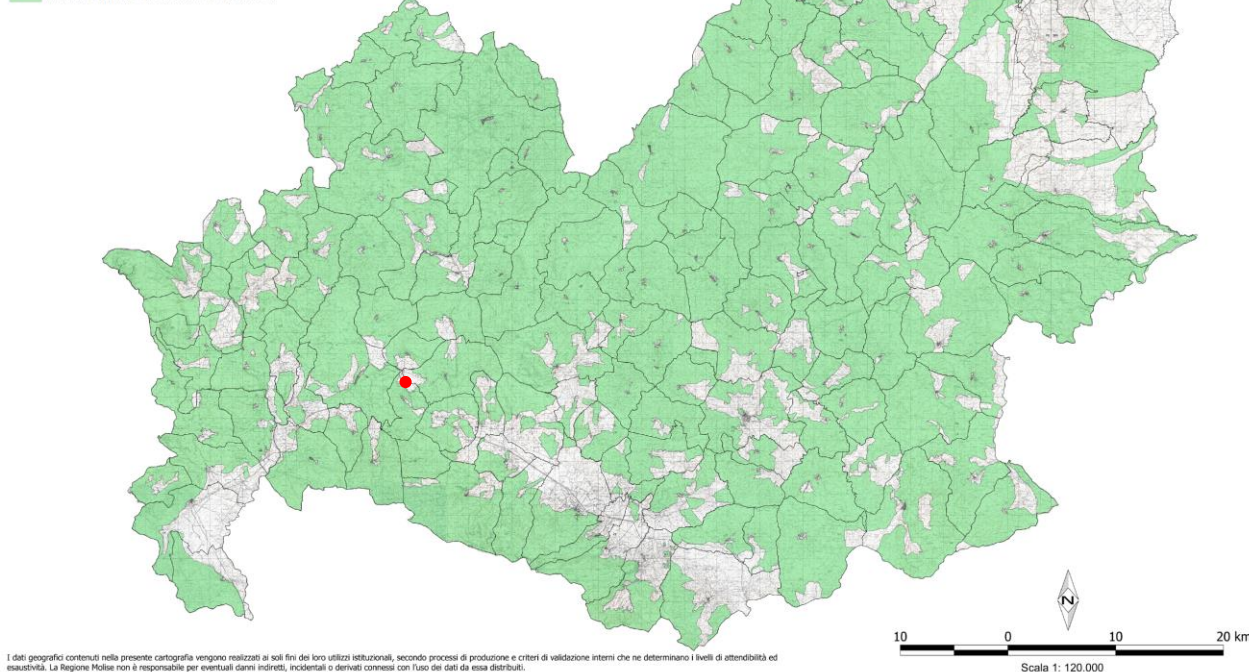 I dati geografici contenuti nella presente cartografia vengono realizzati ai soli fini dei loro utilizzi istituzionali, secondo processi di produzione e criteri di validazione interni che ne determinano i livelli di attendibilità ed
esaustività. La Regione Molise non è responsabile per eventuali danni indiretti, incidentali o derivati connessi con l'uso dei dati da essa distribuiti.
N
10 0 10 20 km
Scala 1: 120.000